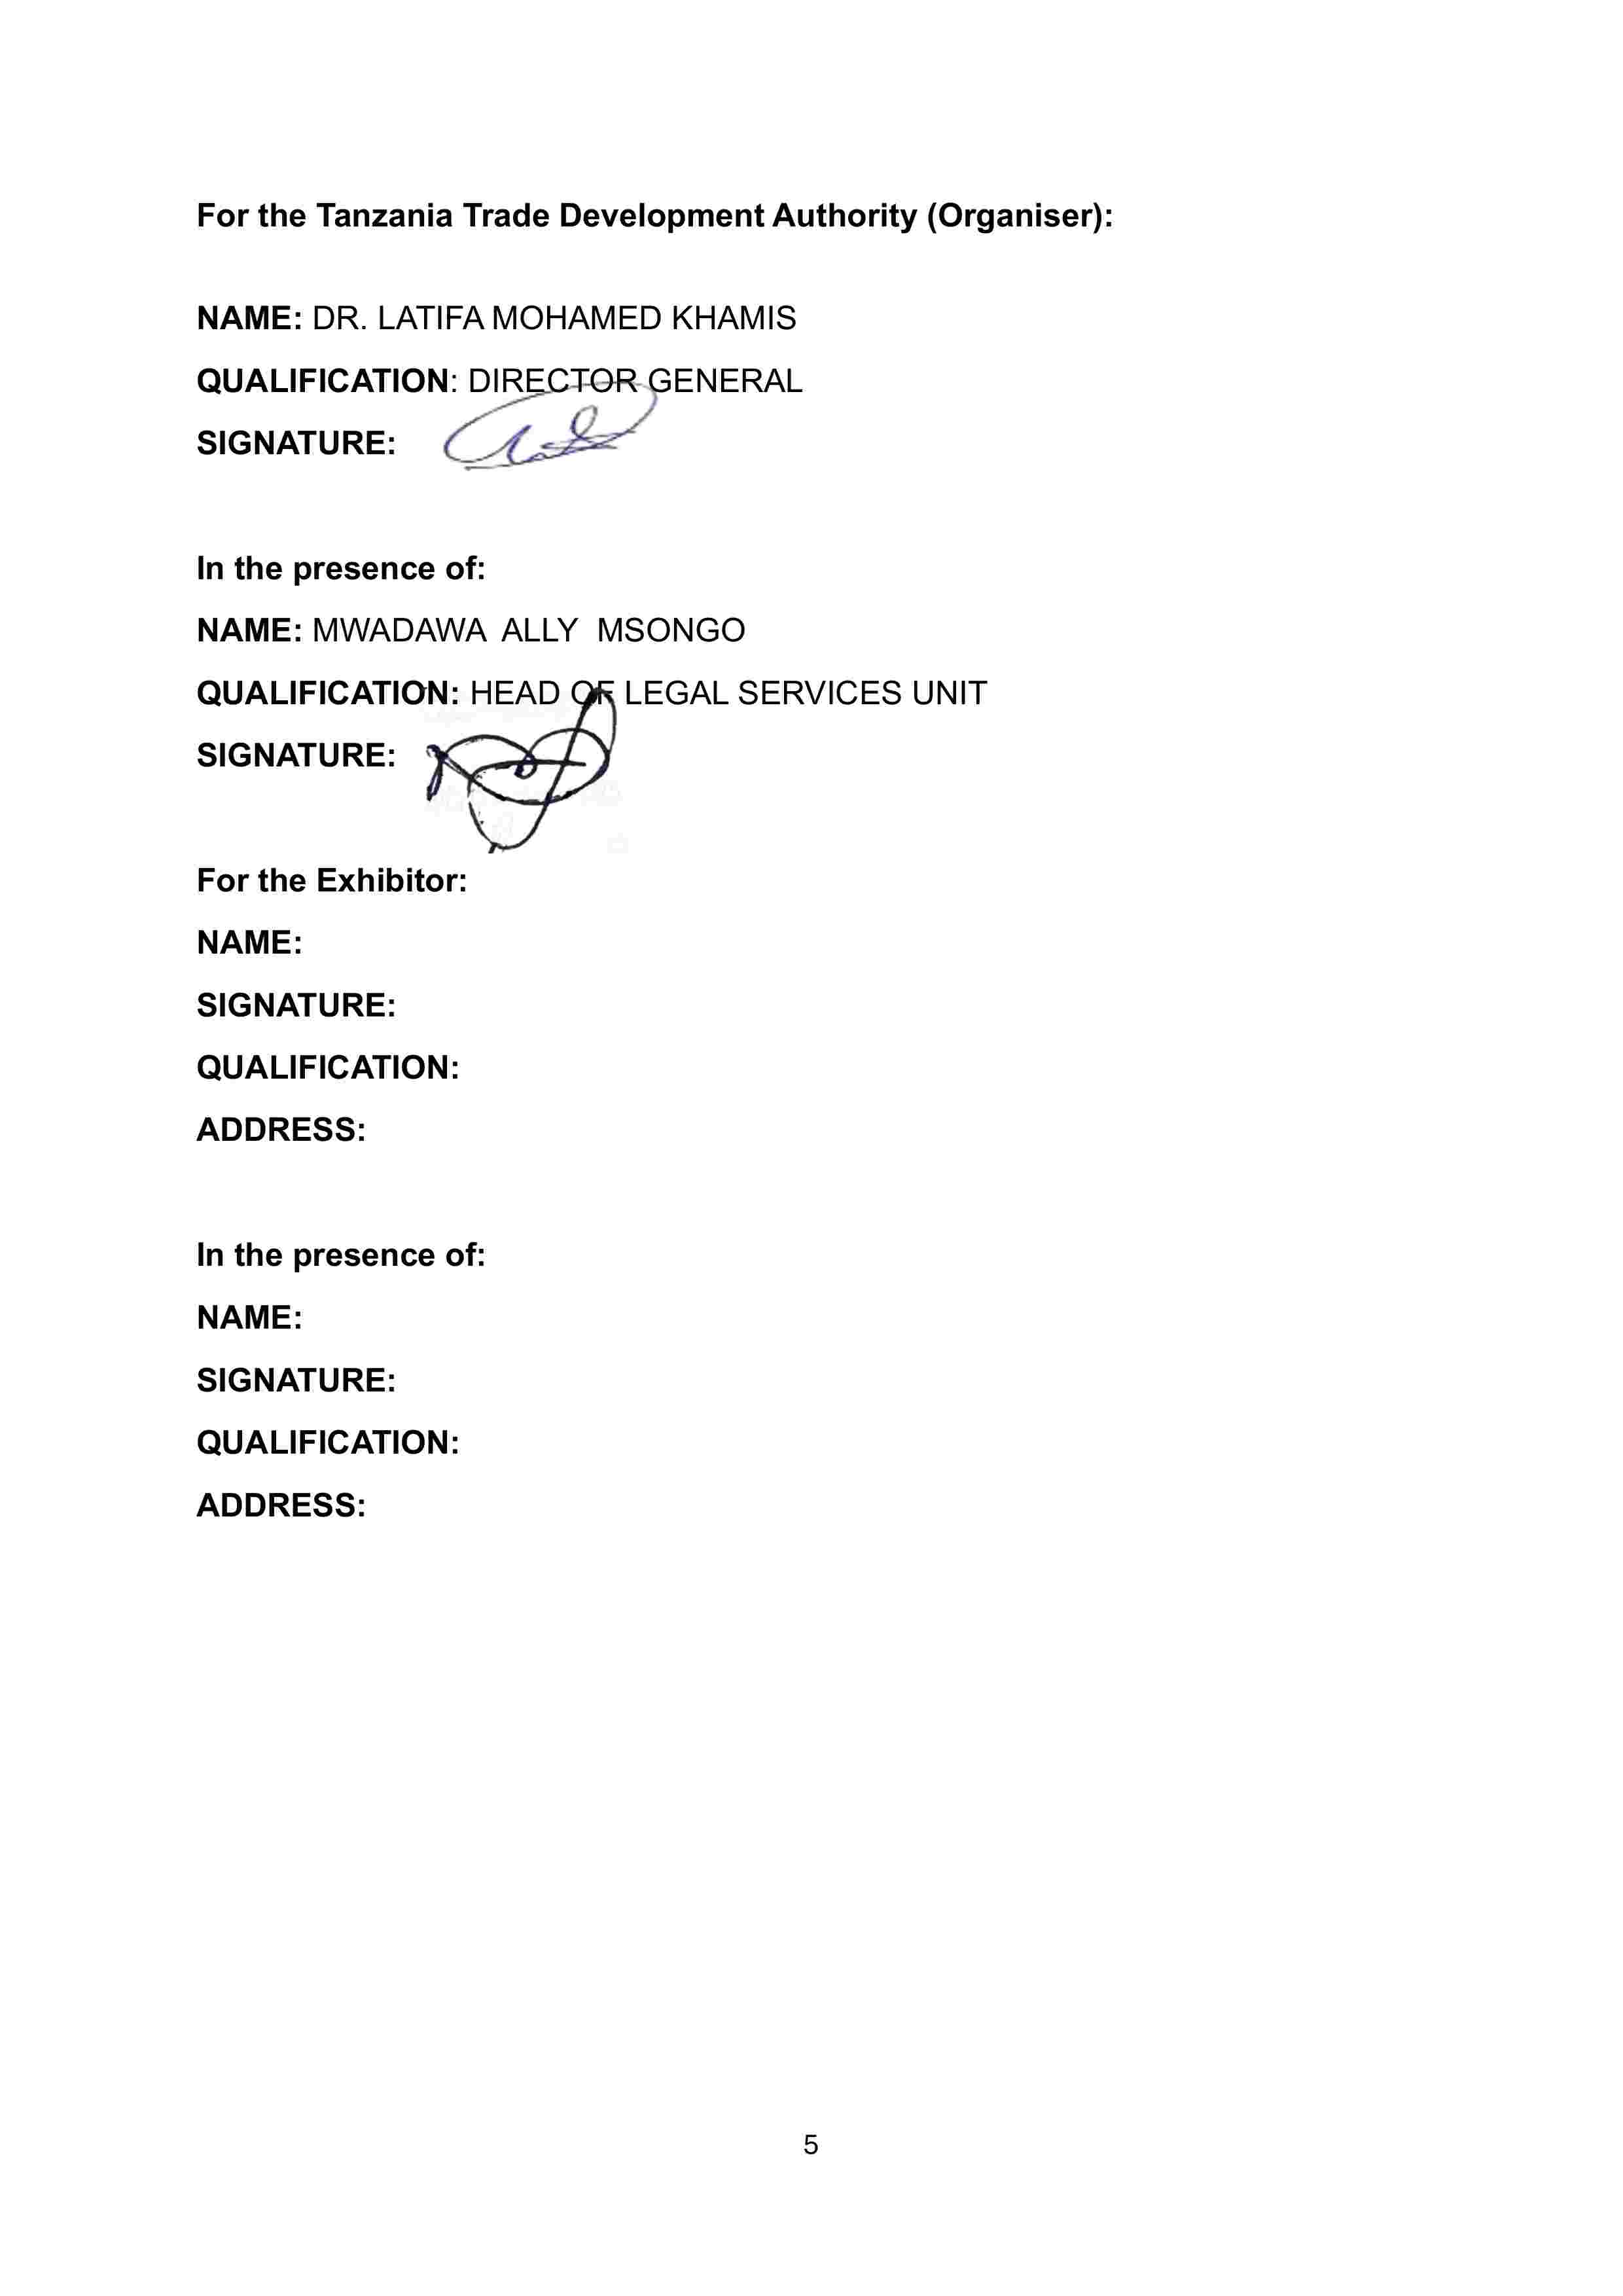 For the Tanzania Trade Development Authority (Organiser):
NAME: DR. LATIFA MOHAMED KHAMIS
QUALIFICATION: DIRECTOR GENERAL
SIGNATURE:
In the presence of:
NAME: MWADAWA ALLY MSONGO
QUALIFICATION: HEAD OF LEGAL SERVICES UNIT
SIGNATURE:
For the Exhibitor:
NAME:
SIGNATURE:
QUALIFICATION:
ADDRESS:
In the presence of:
NAME:
SIGNATURE:
QUALIFICATION:
ADDRESS:
5